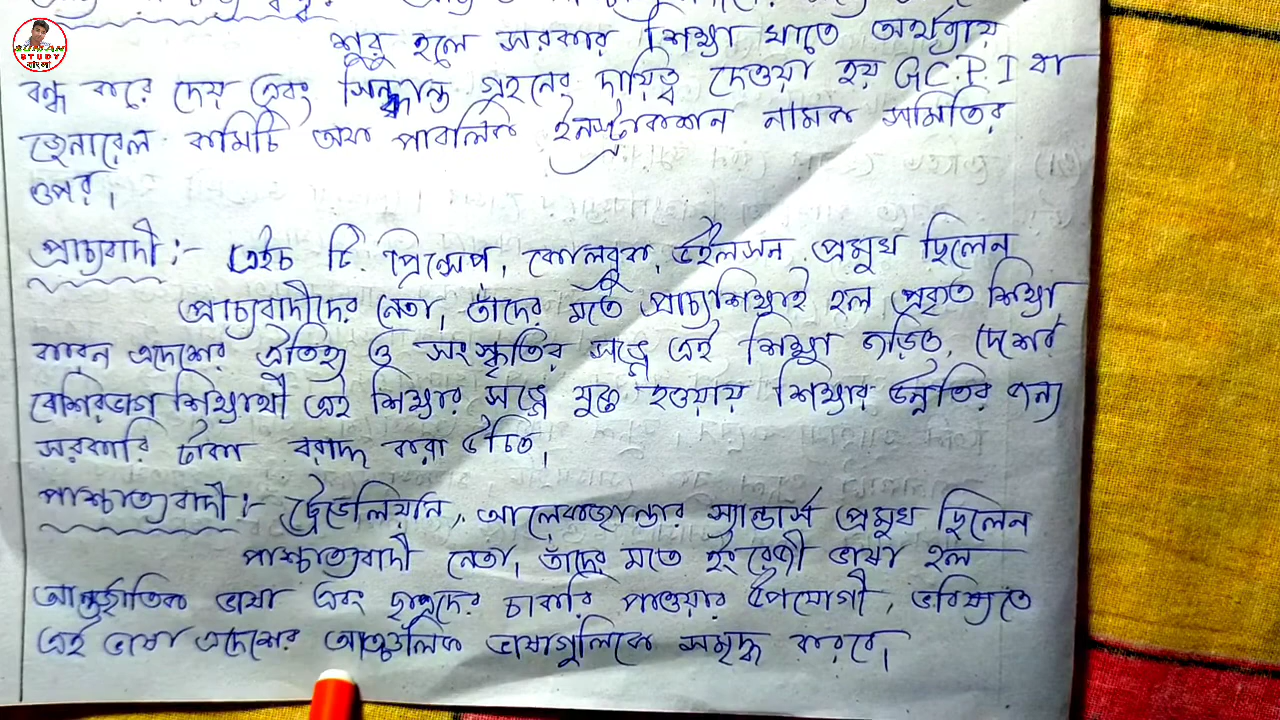 SUMAN
STUDY
বাংলা
শুরু হলে সরকার শিক্ষা খাতে অর্থব্যয়
বন্ধ করে দেয় এবং সিদ্ধান্ত গ্রহনের দায়িত্ব দেওয়া হয় G.C.P.I বা
জেনারেল কমিটি অফ পাবলিক ইনস্ট্রাকশন নামক সমিতির
ওপর।
প্রাচ্যবাদী :- এইচ টি. প্রিন্সেপ, কোলব্রুক, উইলসন প্রমুখ ছিলেন
প্রাচ্যবাদীদের নেতা, তাঁদের মতে প্রাচ্যশিক্ষাই হল প্রকৃত শিক্ষা
কারন এদেশের ঐতিহ্য ও সংস্কৃতির সঙ্গে এই শিক্ষা জড়িত, দেশের
বেশিরভাগ শিক্ষার্থী এই শিক্ষার সঙ্গে যুক্ত হওয়ায় শিক্ষার উন্নতির জন্য
সরকারি টাকা বরাদ্দ করা উচিত।
পাশ্চাত্যবাদী :- ট্রেভেলিয়ান, আলেকজান্ডার স্যান্ডার্স প্রমুখ ছিলেন
পাশ্চাত্যবাদী নেতা, তাঁদের মতে ইংরেজী ভাষা হল
আন্তর্জাতিক ভাষা এবং ছাত্রদের চাকরি পাওয়ার উপযোগী, ভবিষ্যতে
এই ভাষা এদেশের আঞ্চলিক ভাষাগুলিকে সমৃদ্ধ করবে।